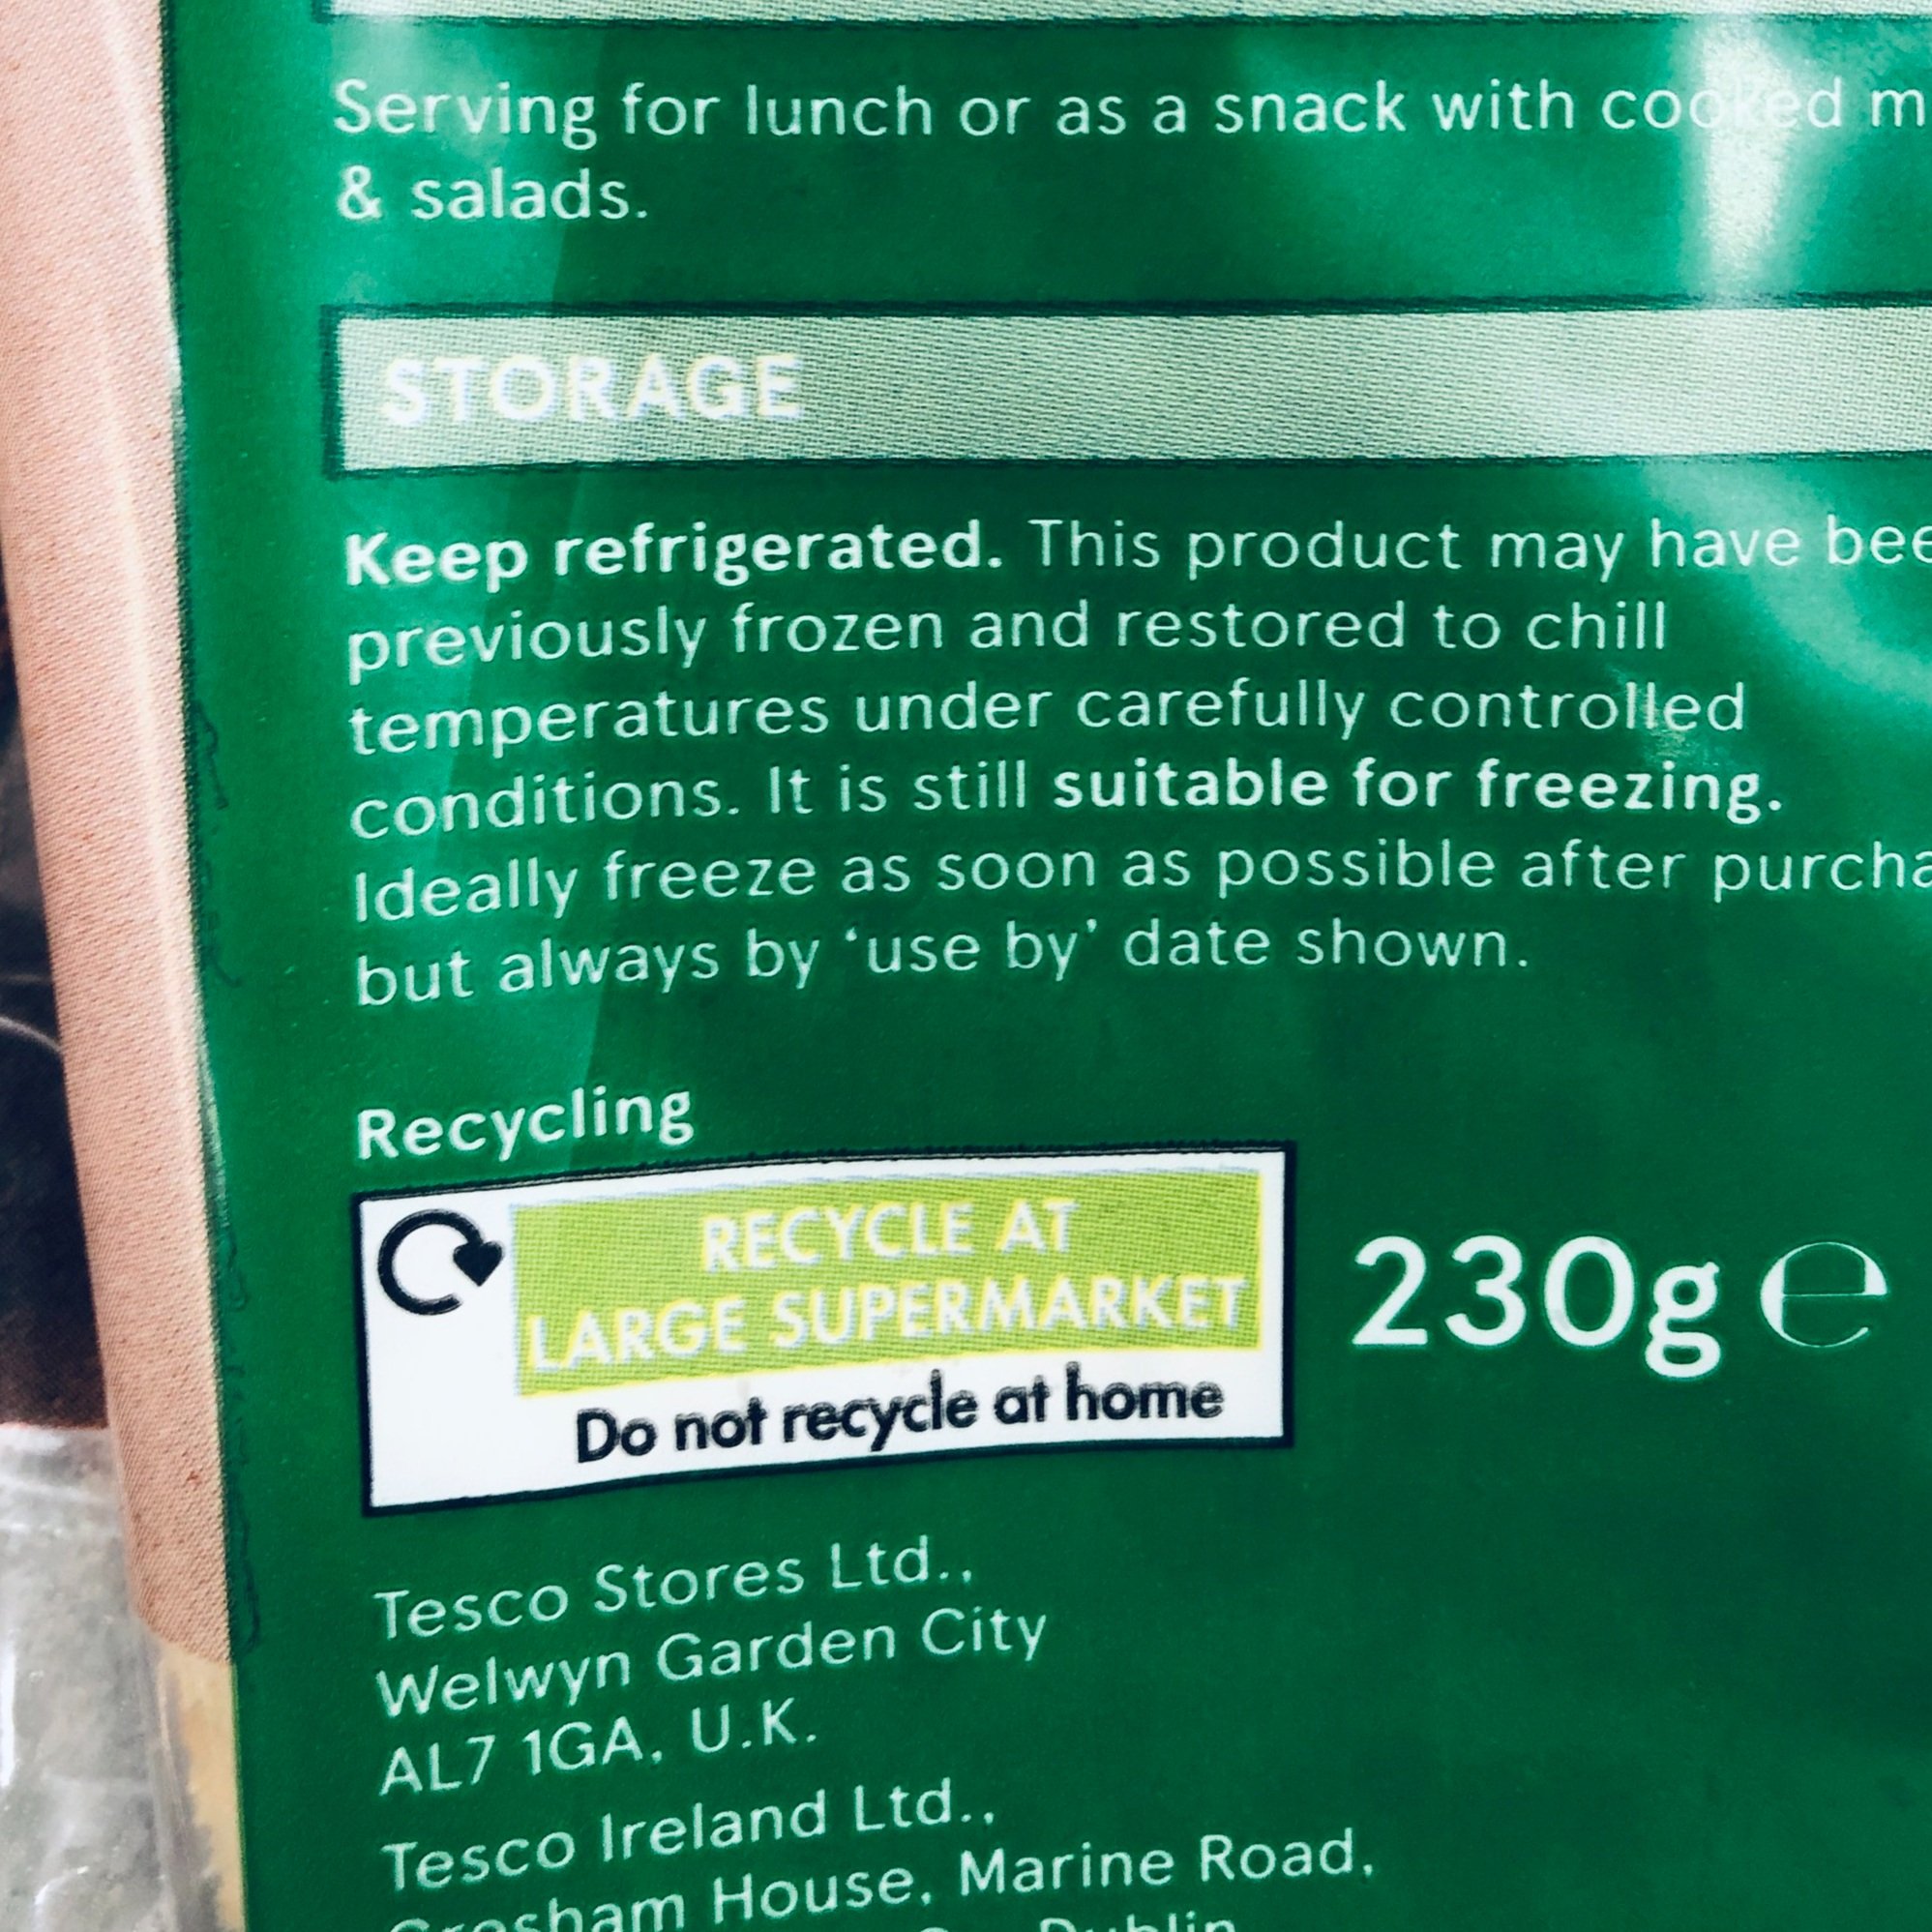 Serving for lunch or as a snack with cooked
& salads.
STORAGE
Keep refrigerated. This product may have
previously frozen and restored to chill
temperatures under carefully controlled
conditions. It is still suitable for freezing.
Ideally freeze as soon as possible after
but always by ‘use by’ date shown.
Recycling
RECYCLE AT
LARGE SUPERMARKET
Do not recycle at home
230g ℮
Tesco Stores Ltd.,
Welwyn Garden City
AL7 1GA, U.K.
Tesco Ireland Ltd.,
Gresham House, Marine Road,
Dublin